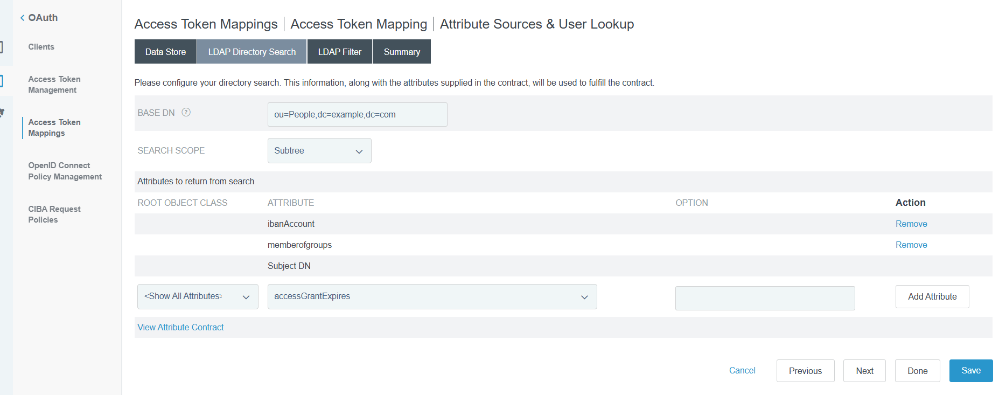 OAuth
Clients
Access Token
Management
Access Token
Mappings
OpenID Connect
Policy Management
CIBA Request
Policies
Access Token Mappings | Access Token Mapping | Attribute Sources & User Lookup
Data Store LDAP Directory Search LDAP Filter Summary
Please configure your directory search. This information, along with the attributes supplied in the contract, will be used to fulfill the contract.
BASE DN ? ou=People,dc=example,dc=com
SEARCH SCOPE Subtree
Attributes to return from search
ROOT OBJECT CLASS ATTRIBUTE OPTION Action
ibanAccount Remove
memberofgroups Remove
Subject DN
<Show All Attributes> accessGrantExpires Add Attribute
View Attribute Contract
Cancel Previous Next Done Save